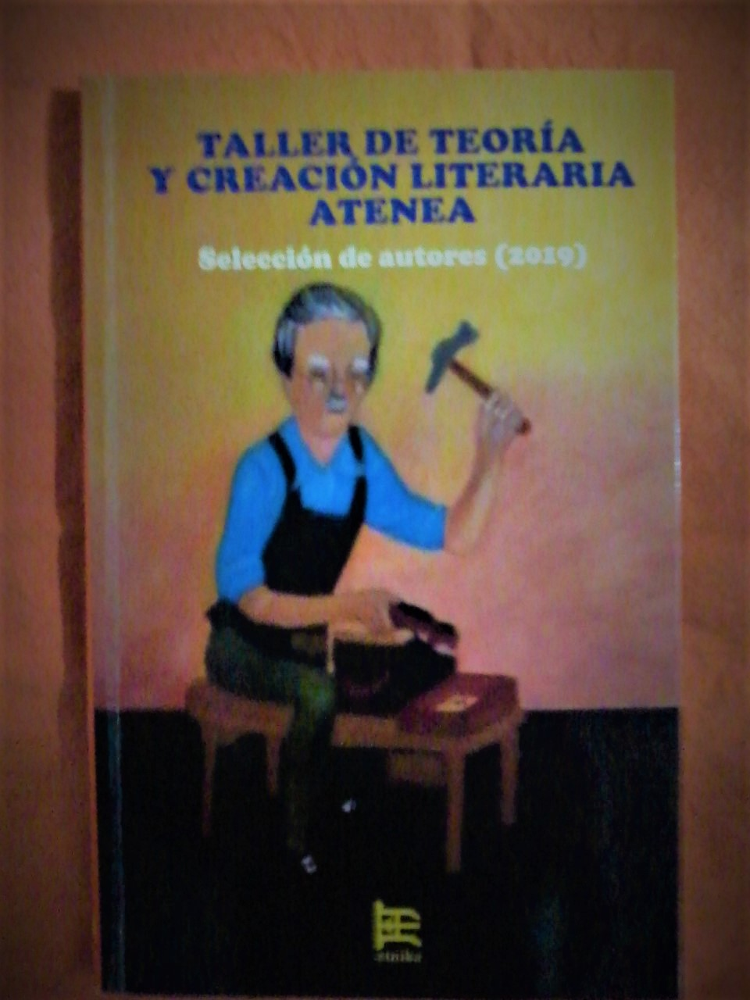 TALLER DE TEORÍA
Y CREACIÓN LITERARIA
ATENEA
Selección de autores (2019)